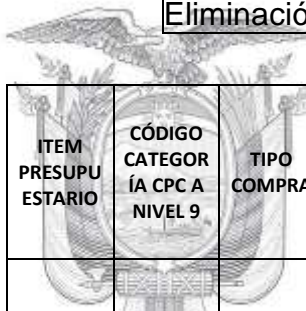 Eliminació
ITEM
PRESUPU
ESTARIO
CÓDIGO
CATEGOR
ÍA CPC A
NIVEL 9
TIPO
COMPRA